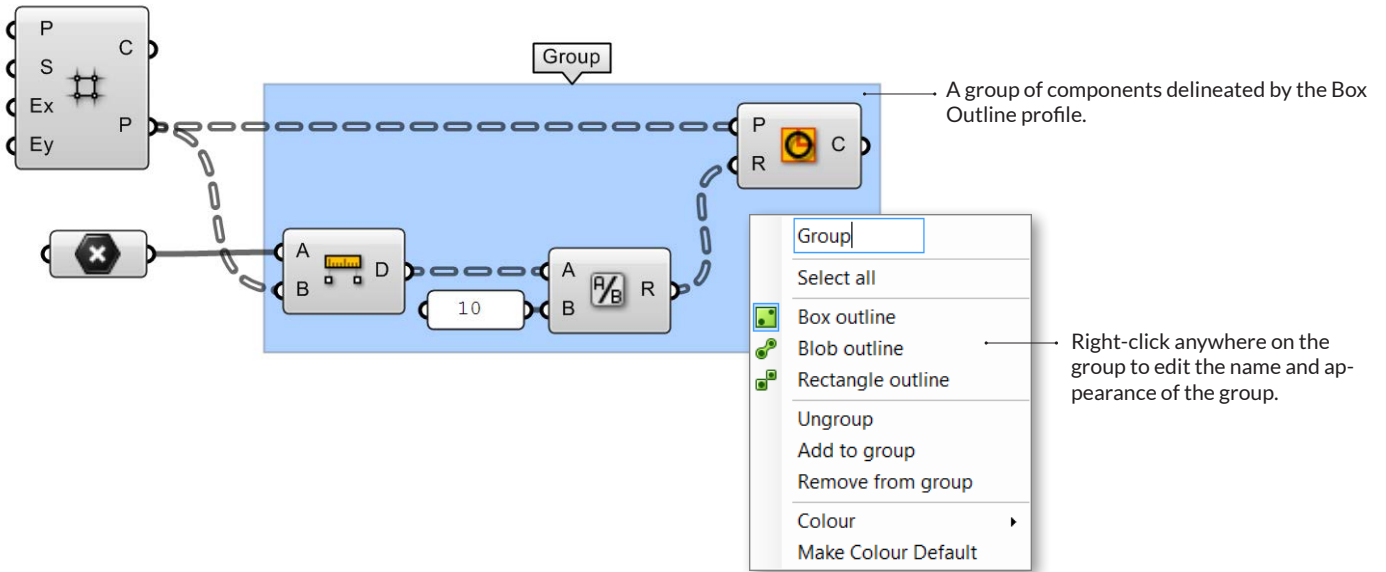 P
C
S
Ex
P
Ey
Group
P
C
R
A group of components delineated by the Box
Outline profile.
A
D
B
10
A
R
B
A/B
Group
Select all
Box outline
Blob outline
Rectangle outline
Ungroup
Add to group
Remove from group
Colour
Make Colour Default
Right-click anywhere on the
group to edit the name and ap-
pearance of the group.